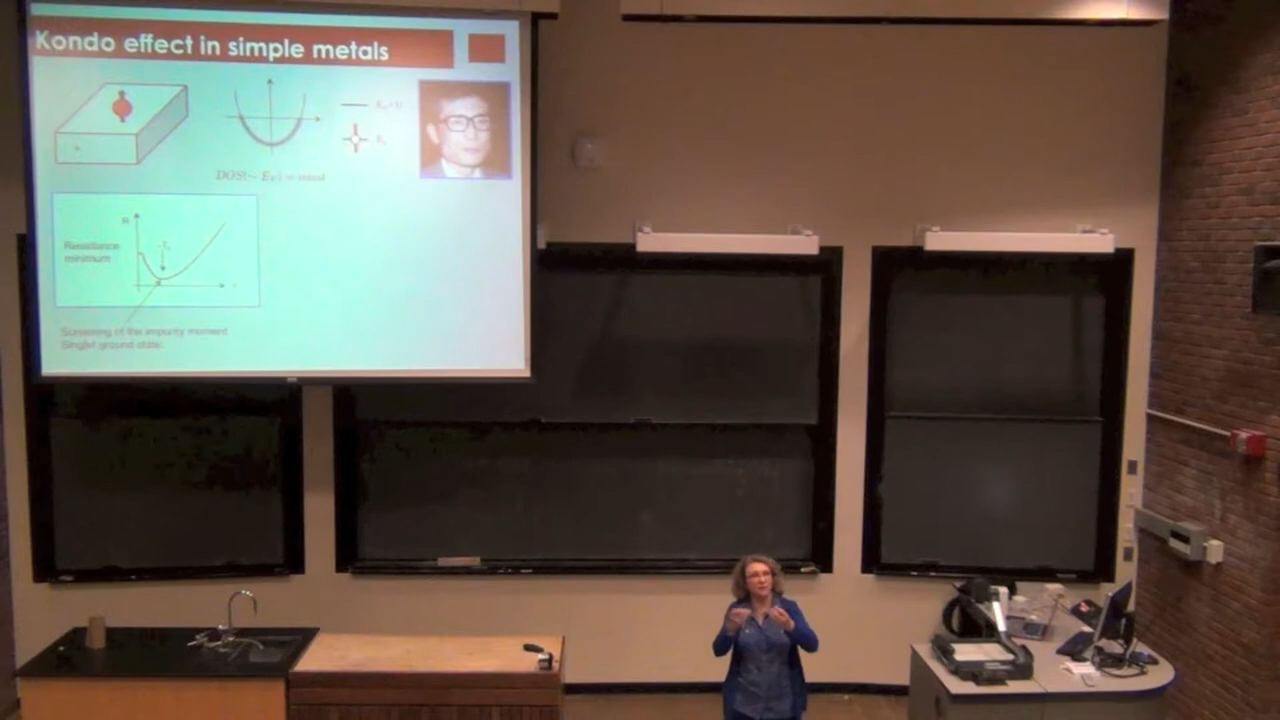 Kondo effect in simple metals
DOS(~ E_F) = const
R
Resistance
minimum
Screening of the impurity moment
Singlet ground state.